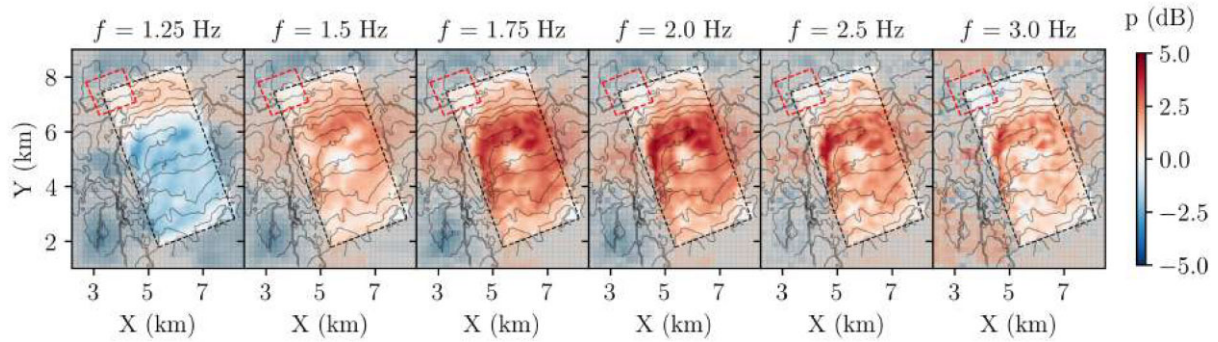 f = 1.25 Hz f = 1.5 Hz f = 1.75 Hz f = 2.0 Hz f = 2.5 Hz f = 3.0 Hz p (dB)
8
6
4
2
Y (km)
5.0
2.5
0.0
−2.5
−5.0
3 5 7 3 5 7 3 5 7 3 5 7 3 5 7 3 5 7
X (km) X (km) X (km) X (km) X (km) X (km)